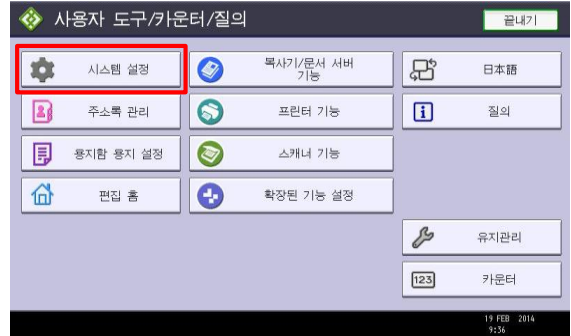 사용자 도구/카운터/질의
끝내기
시스템 설정
복사기/문서 서버
기능
日本語
주소록 관리
프린터 기능
질의
용지함 용지 설정
스캐너 기능
편집 홈
확장된 기능 설정
유지관리
123
카운터
19 FEB 2014
9:36